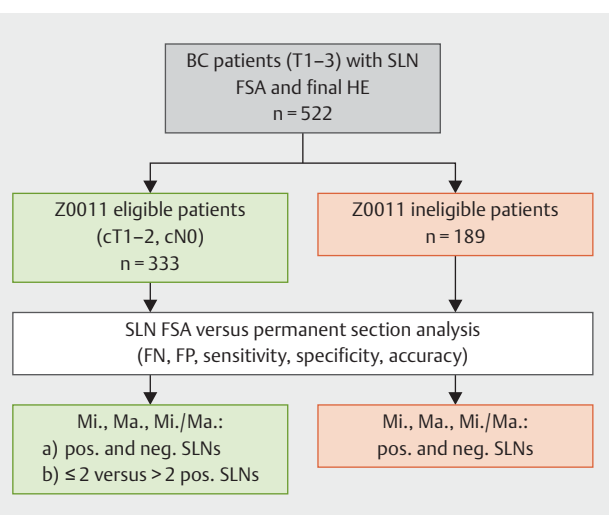 BC patients (T1–3) with SLN
FSA and final HE
n = 522
Z0011 eligible patients
(cT1–2, cN0)
n = 333
Z0011 ineligible patients
n = 189
SLN FSA versus permanent section analysis
(FN, FP, sensitivity, specificity, accuracy)
Mi., Ma., Mi./Ma.:
a) pos. and neg. SLNs
b) ≤ 2 versus > 2 pos. SLNs
Mi., Ma., Mi./Ma.:
pos. and neg. SLNs